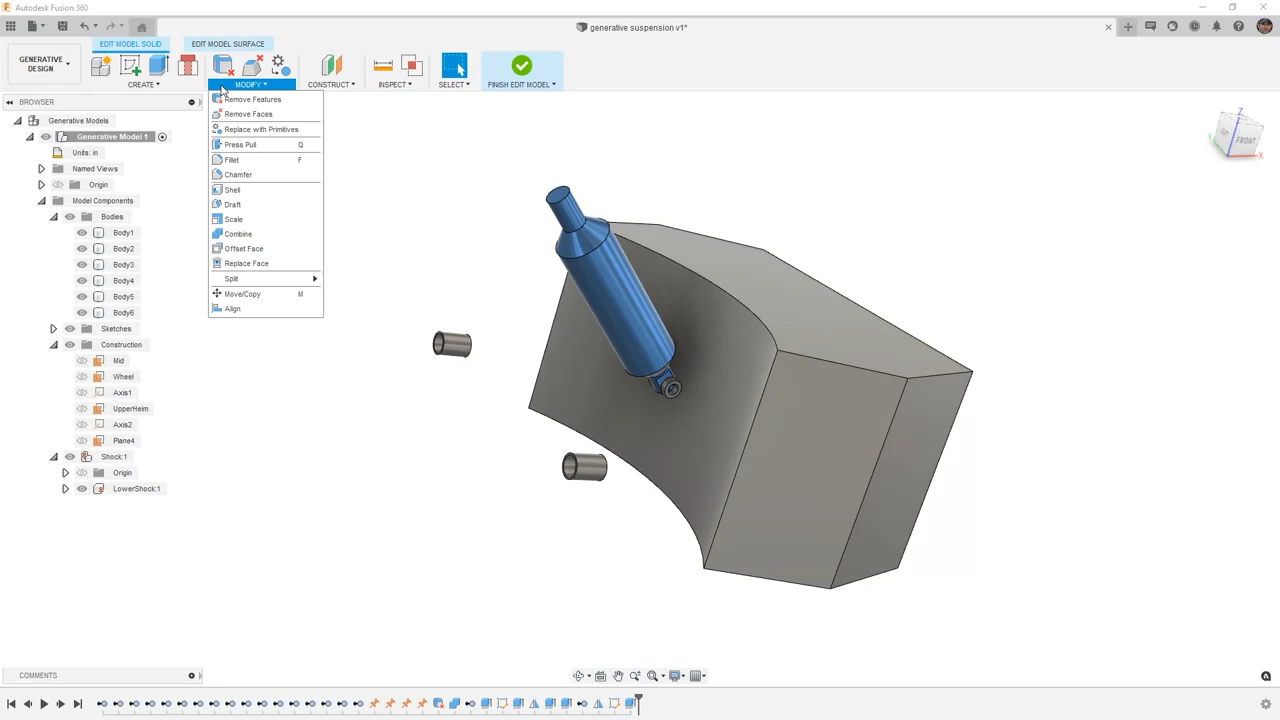 Autodesk Fusion 360
generative suspension v1*
EDIT MODEL SOLID
EDIT MODEL SURFACE
GENERATIVE
DESIGN
CREATE
MODIFY
CONSTRUCT
INSPECT
SELECT
FINISH EDIT MODEL
BROWSER
Generative Models
Generative Model 1
Units: in
Named Views
Origin
Model Components
Bodies
Body1
Body2
Body3
Body4
Body5
Body6
Sketches
Construction
Mid
Wheel
Axis1
UpperHeim
Axis2
Plane4
Shock:1
Origin
LowerShock:1
Remove Features
Remove Faces
Replace with Primitives
Press Pull Q
Fillet F
Chamfer
Shell
Draft
Scale
Combine
Offset Face
Replace Face
Split
Move/Copy M
Align
Z
FRONT
Y
X
COMMENTS